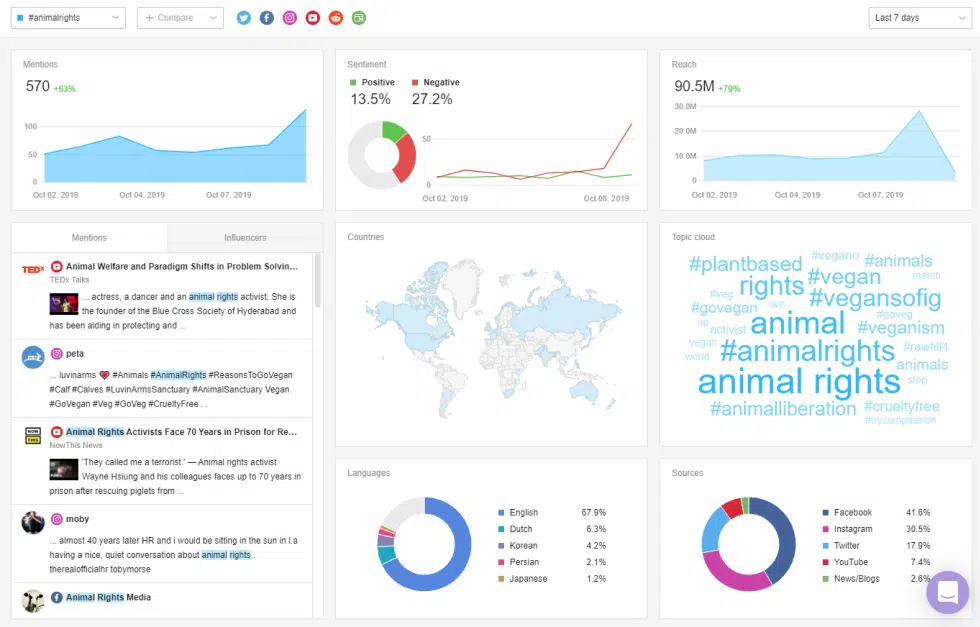 #animalrights
+ Compare
Last 7 days
Mentions
570 +63%
100
50
0
Oct 02, 2019
Oct 04, 2019
Oct 07, 2019
Sentiment
Positive
Negative
13.5%
27.2%
50
0
Oct 02, 2019
Oct 08, 2019
Reach
90.5M +79%
30.0M
20.0M
10.0M
0
Oct 02, 2019
Oct 04, 2019
Oct 07, 2019
Mentions
Influencers
TEDx
Animal Welfare and Paradigm Shifts in Problem Solvin...
TEDx Talks
... actress, a dancer and an animal rights activist. She is
the founder of the Blue Cross Society of Hyderabad and
has been aiding in protecting and ...
peta
... luvinarms ❤ #Animals #AnimalRights #ReasonsToGoVegan
#Calf #Calves #LuvinArmsSanctuary #AnimalSanctuary Vegan
#GoVegan #Veg #GoVeg #CrueltyFree ...
NOW
THIS
Animal Rights Activists Face 70 Years in Prison for Re...
NowThis News
'They called me a terrorist.' — Animal rights activist
Wayne Hsiung and his colleagues faces up to 70 years in
prison after rescuing piglets from ...
moby
... almost 40 years later HR and i would be sitting in the sun in l.a
having a nice, quiet conversation about animal rights..
therealofficialhr tobymorse
Animal Rights Media
Countries
Topic cloud
#vegano
#animals
#plantbased
#vegan
march
rights
#veg
#vegansofig
live
#govegan
#goveg
op
activist
animal
#veganism
vegan
#animalrights
#rawtill4
world
animals
animal rights
stop
#animalliberation
#crueltyfree
#trycompassion
Languages
English 67.9%
Dutch 6.3%
Korean 4.2%
Persian 2.1%
Japanese 1.2%
Sources
Facebook 41.6%
Instagram 30.5%
Twitter 17.9%
YouTube 7.4%
News/Blogs 2.6%